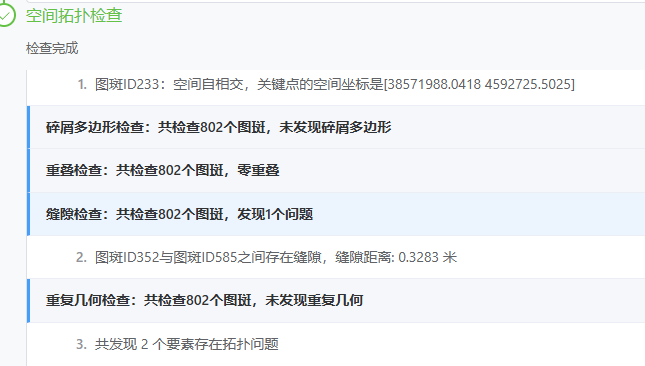 空间拓扑检查
检查完成
1. 图斑ID233：空间自相交，关键点的空间坐标是[38571988.0418 4592725.5025]
碎屑多边形检查：共检查802个图斑，未发现碎屑多边形
重叠检查：共检查802个图斑，零重叠
缝隙检查：共检查802个图斑，发现1个问题
2. 图斑ID352与图斑ID585之间存在缝隙，缝隙距离: 0.3283 米
重复几何检查：共检查802个图斑，未发现重复几何
3. 共发现 2 个要素存在拓扑问题